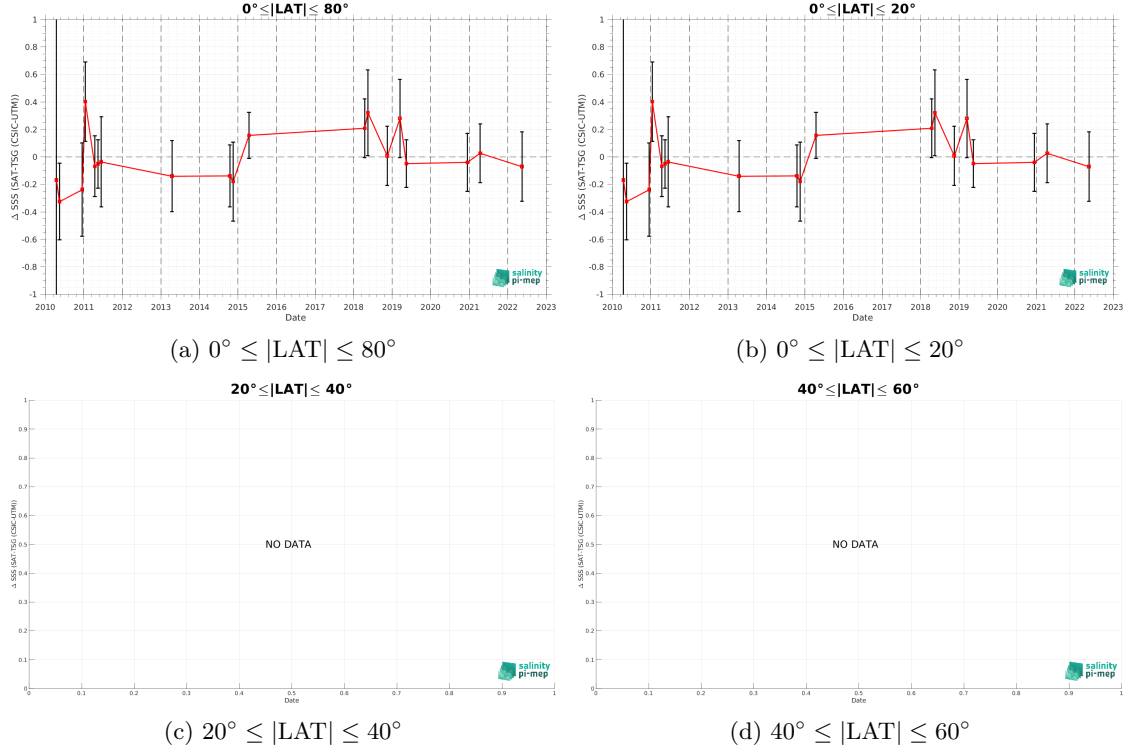 0°≤|LAT|≤ 80°
Δ SSS (SAT-TSG (CSIC-UTM))
1
0.8
0.6
0.4
0.2
0
-0.2
-0.4
-0.6
-0.8
-1
2010 2011 2012 2013 2014 2015 2016 2017 2018 2019 2020 2021 2022 2023
Date
salinity
pi-mep
(a) 0° ≤ |LAT| ≤ 80°
0°≤|LAT|≤ 20°
Δ SSS (SAT-TSG (CSIC-UTM))
1
0.8
0.6
0.4
0.2
0
-0.2
-0.4
-0.6
-0.8
-1
2010 2011 2012 2013 2014 2015 2016 2017 2018 2019 2020 2021 2022 2023
Date
salinity
pi-mep
(b) 0° ≤ |LAT| ≤ 20°
20°≤|LAT|≤ 40°
Δ SSS (SAT-TSG (CSIC-UTM))
1
0.9
0.8
0.7
0.6
0.5
0.4
0.3
0.2
0.1
0
NO DATA
0 0.1 0.2 0.3 0.4 0.5 0.6 0.7 0.8 0.9 1
Date
salinity
pi-mep
(c) 20° ≤ |LAT| ≤ 40°
40°≤|LAT|≤ 60°
Δ SSS (SAT-TSG (CSIC-UTM))
1
0.9
0.8
0.7
0.6
0.5
0.4
0.3
0.2
0.1
0
NO DATA
0 0.1 0.2 0.3 0.4 0.5 0.6 0.7 0.8 0.9 1
Date
salinity
pi-mep
(d) 40° ≤ |LAT| ≤ 60°